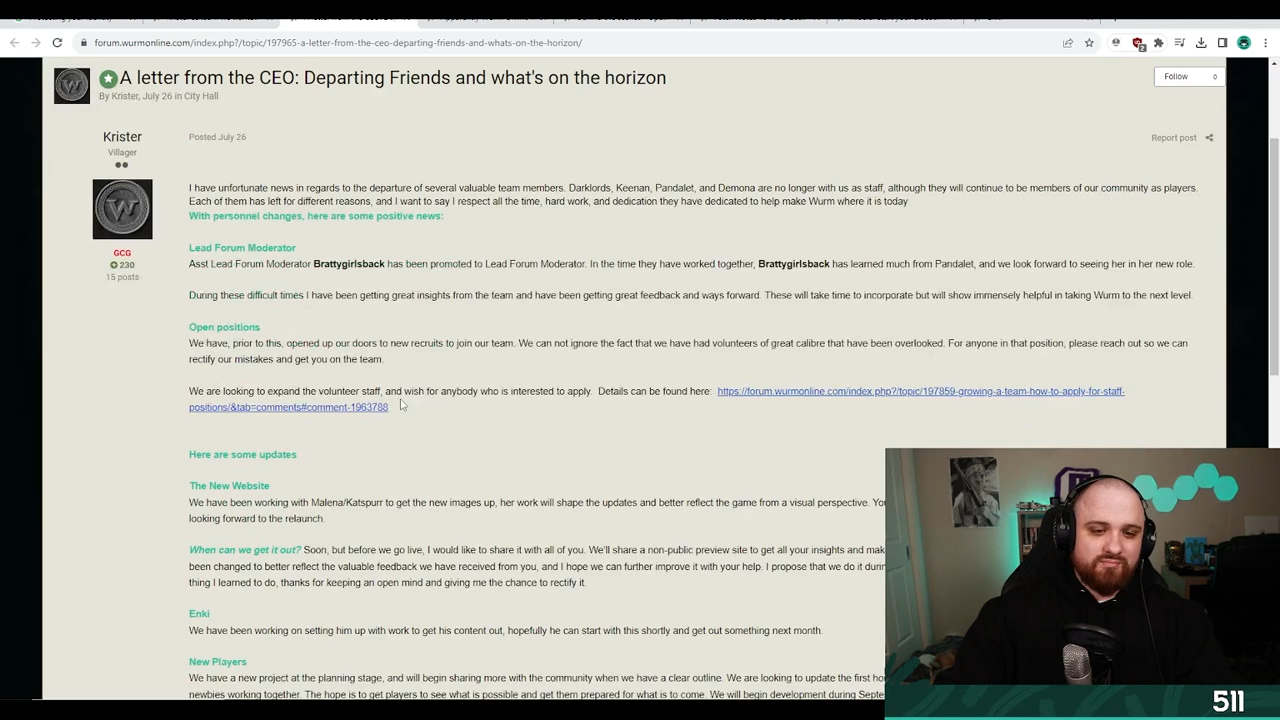 forum.wurmonline.com/index.php?/topic/197965-a-letter-from-the-ceo-departing-friends-and-whats-on-the-horizon/
A letter from the CEO: Departing Friends and what's on the horizon
By Krister, July 26 in City Hall
Follow 0
Krister
Villager
GCG
230
15 posts
Posted July 26
Report post
I have unfortunate news in regards to the departure of several valuable team members. Darklords, Keenan, Pandalet, and Demona are no longer with us as staff, although they will continue to be members of our community as players.
Each of them has left for different reasons, and I want to say I respect all the time, hard work, and dedication they have dedicated to help make Wurm where it is today
With personnel changes, here are some positive news:
Lead Forum Moderator
Asst Lead Forum Moderator Brattygirlsback has been promoted to Lead Forum Moderator. In the time they have worked together, Brattygirlsback has learned much from Pandalet, and we look forward to seeing her in her new role.
During these difficult times I have been getting great insights from the team and have been getting great feedback and ways forward. These will take time to incorporate but will show immensely helpful in taking Wurm to the next level.
Open positions
We have, prior to this, opened up our doors to new recruits to join our team. We can not ignore the fact that we have had volunteers of great calibre that have been overlooked. For anyone in that position, please reach out so we can
rectify our mistakes and get you on the team.
We are looking to expand the volunteer staff, and wish for anybody who is interested to apply. Details can be found here: https://forum.wurmonline.com/index.php?/topic/197859-growing-a-team-how-to-apply-for-staff-
positions/&tab=comments#comment-1963788
Here are some updates
The New Website
We have been working with Malena/Katspurr to get the new images up, her work will shape the updates and better reflect the game from a visual perspective.
looking forward to the relaunch.
When can we get it out? Soon, but before we go live, I would like to share it with all of you. We'll share a non-public preview site to get all your insights and
been changed to better reflect the valuable feedback we have received from you, and I hope we can further improve it with your help. I propose that we do it
thing I learned to do, thanks for keeping an open mind and giving me the chance to rectify it.
Enki
We have been working on setting him up with work to get his content out, hopefully he can start with this shortly and get out something next month.
New Players
We have a new project at the planning stage, and will begin sharing more with the community when we have a clear outline. We are looking to update the first
newbies working together. The hope is to get players to see what is possible and get them prepared for what is to come. We will begin development during
511